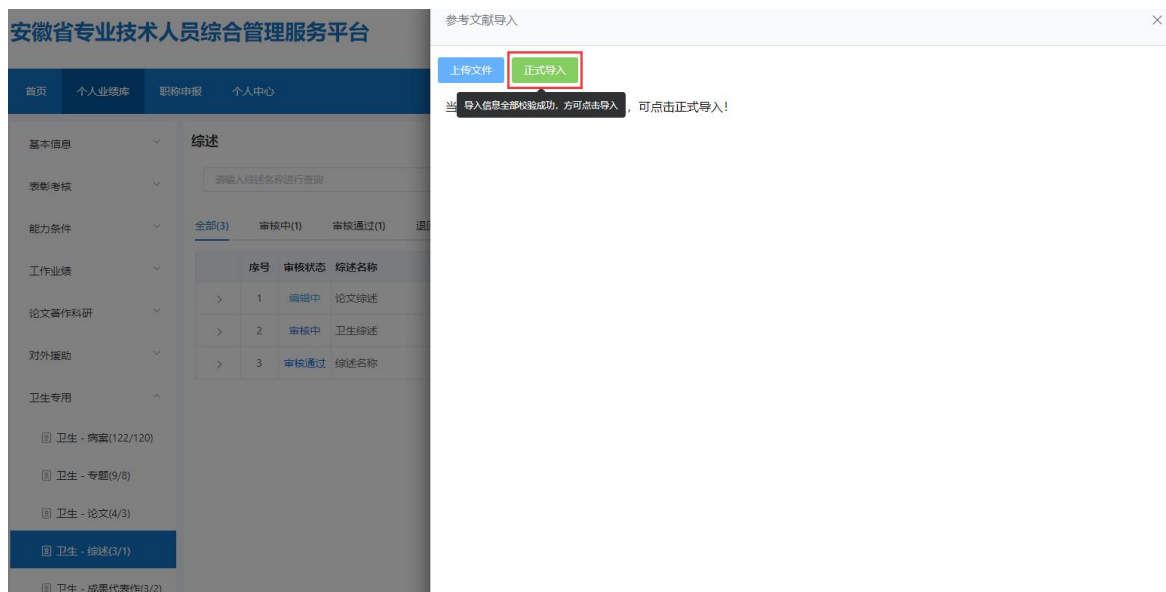 安徽省专业技术人员综合管理服务平台
参考文献导入
首页 个人业绩库 职称申报 个人中心
上传文件 正式导入
当 导入信息全部校验成功，方可点击导入 ，可点击正式导入！
基本信息
表彰考核
能力条件
工作业绩
论文著作科研
对外援助
卫生专用
卫生 - 病案(122/120)
卫生 - 专题(9/8)
卫生 - 论文(4/3)
卫生 - 综述(3/1)
卫生 - 成果代表作(3/2)
综述
请输入综述名称进行查询
全部(3) 审核中(1) 审核通过(1) 退
序号 审核状态 综述名称
1 编辑中 论文综述
2 审核中 卫生综述
3 审核通过 综述名称